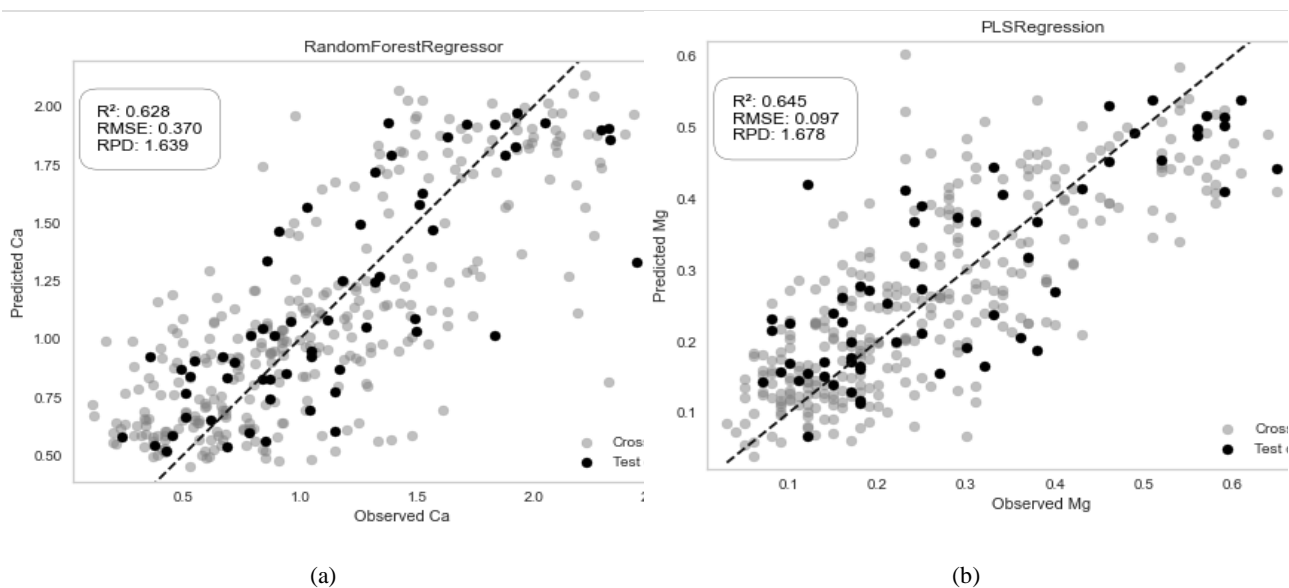 RandomForestRegressor
R²: 0.628
RMSE: 0.370
RPD: 1.639
Predicted Ca
2.00
1.75
1.50
1.25
1.00
0.75
0.50
0.5
1.0
1.5
2.0
Observed Ca
Test
(a)
PLSRegression
R²: 0.645
RMSE: 0.097
RPD: 1.678
Predicted Mg
0.6
0.5
0.4
0.3
0.2
0.1
0.1
0.2
0.3
0.4
0.5
0.6
Observed Mg
Test
(b)